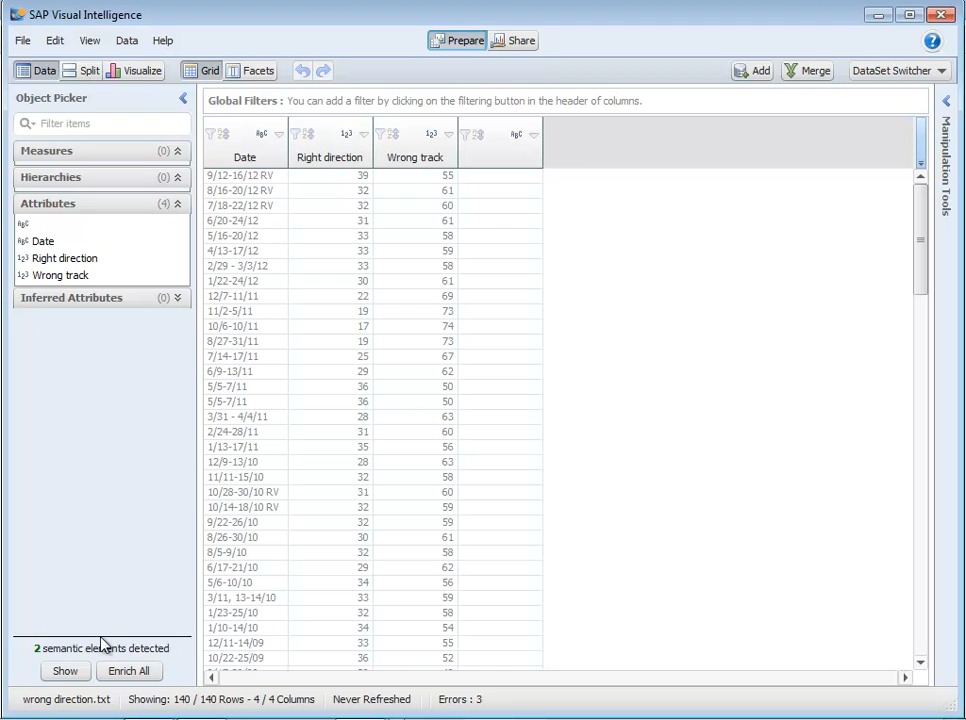 SAP Visual Intelligence
File Edit View Data Help Prepare Share
Data Split Visualize Grid Facets Add Merge DataSet Switcher
Object Picker
Global Filters : You can add a filter by clicking on the filtering button in the header of columns.
Filter items
Measures (0)
Hierarchies (0)
Attributes (4)
ABC
ABC Date
123 Right direction
123 Wrong track
Inferred Attributes (0)
2 semantic elements detected
Show Enrich All
ABC 123 123 ABC
Date Right direction Wrong track
9/12-16/12 RV 39 55
8/16-20/12 RV 32 61
7/18-22/12 RV 32 60
6/20-24/12 31 61
5/16-20/12 33 58
4/13-17/12 33 59
2/29 - 3/3/12 33 58
1/22-24/12 30 61
12/7-11/11 22 69
11/2-5/11 19 73
10/6-10/11 17 74
8/27-31/11 19 73
7/14-17/11 25 67
6/9-13/11 29 62
5/5-7/11 36 50
5/5-7/11 36 50
3/31 - 4/4/11 28 63
2/24-28/11 31 60
1/13-17/11 35 56
12/9-13/10 28 63
11/11-15/10 32 58
10/28-30/10 RV 31 60
10/14-18/10 RV 32 59
9/22-26/10 32 59
8/26-30/10 30 61
8/5-9/10 32 58
6/17-21/10 29 62
5/6-10/10 34 56
3/11, 13-14/10 33 59
1/23-25/10 32 58
1/10-14/10 34 54
12/11-14/09 33 55
10/22-25/09 36 52
Manipulation Tools
wrong direction.txt Showing: 140 / 140 Rows - 4 / 4 Columns Never Refreshed Errors : 3